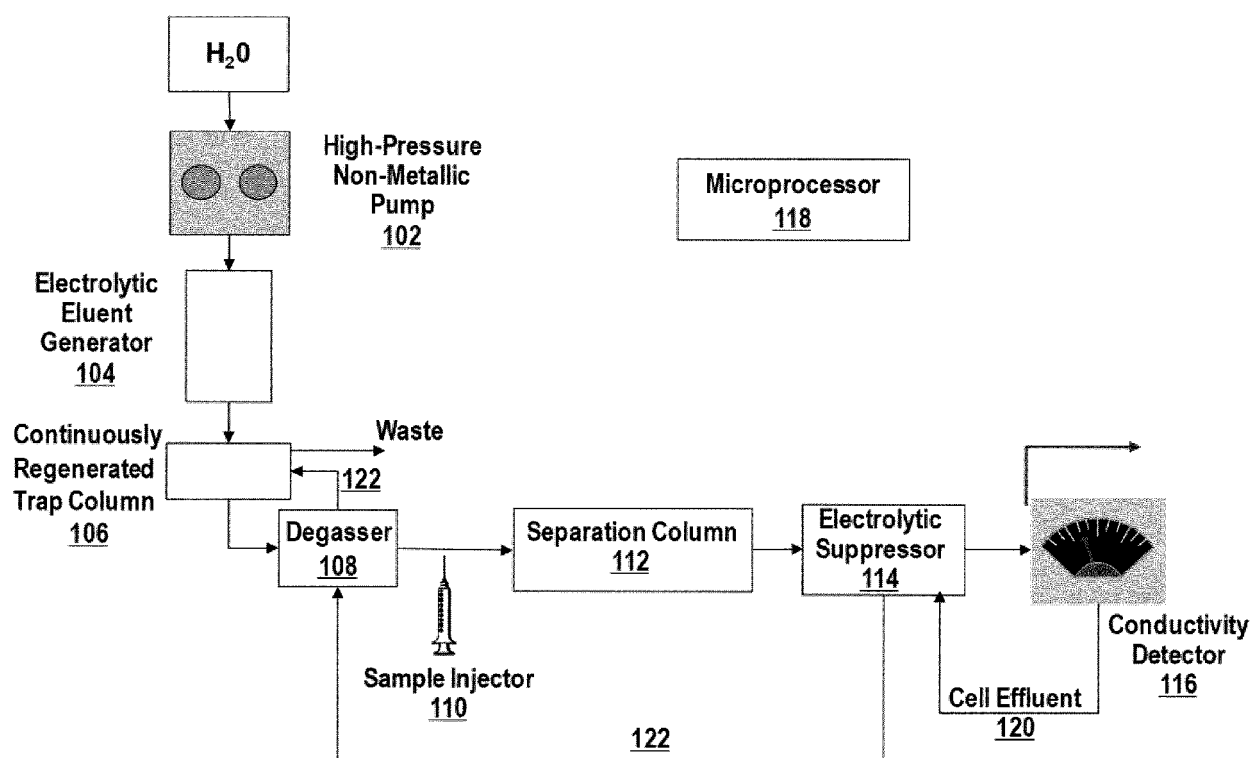 H₂0
High-Pressure
Non-Metallic
Pump
102
Microprocessor
118
Electrolytic
Eluent
Generator
104
Continuously
Regenerated
Trap Column
106
Waste
122
Degasser
108
Separation Column
112
Electrolytic
Suppressor
114
Sample Injector
110
Conductivity
Detector
116
Cell Effluent
120
122